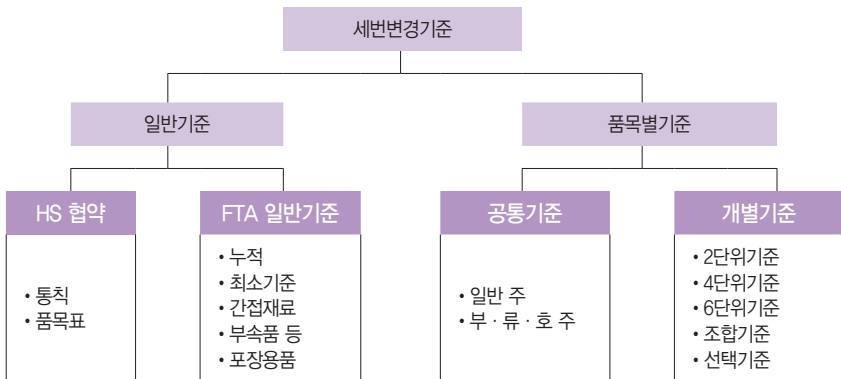 세번변경기준
일반기준
품목별기준
HS 협약
• 통칙
• 품목표
FTA 일반기준
• 누적
• 최소기준
• 간접재료
• 부속품 등
• 포장용품
공통기준
• 일반 주
• 부 · 류 · 호 주
개별기준
• 2단위기준
• 4단위기준
• 6단위기준
• 조합기준
• 선택기준